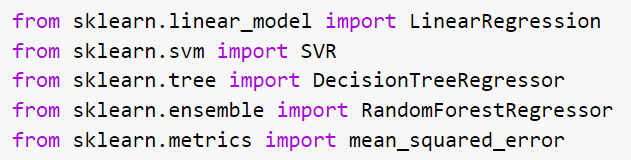 from sklearn.linear_model import LinearRegression
from sklearn.svm import SVR
from sklearn.tree import DecisionTreeRegressor
from sklearn.ensemble import RandomForestRegressor
from sklearn.metrics import mean_squared_error